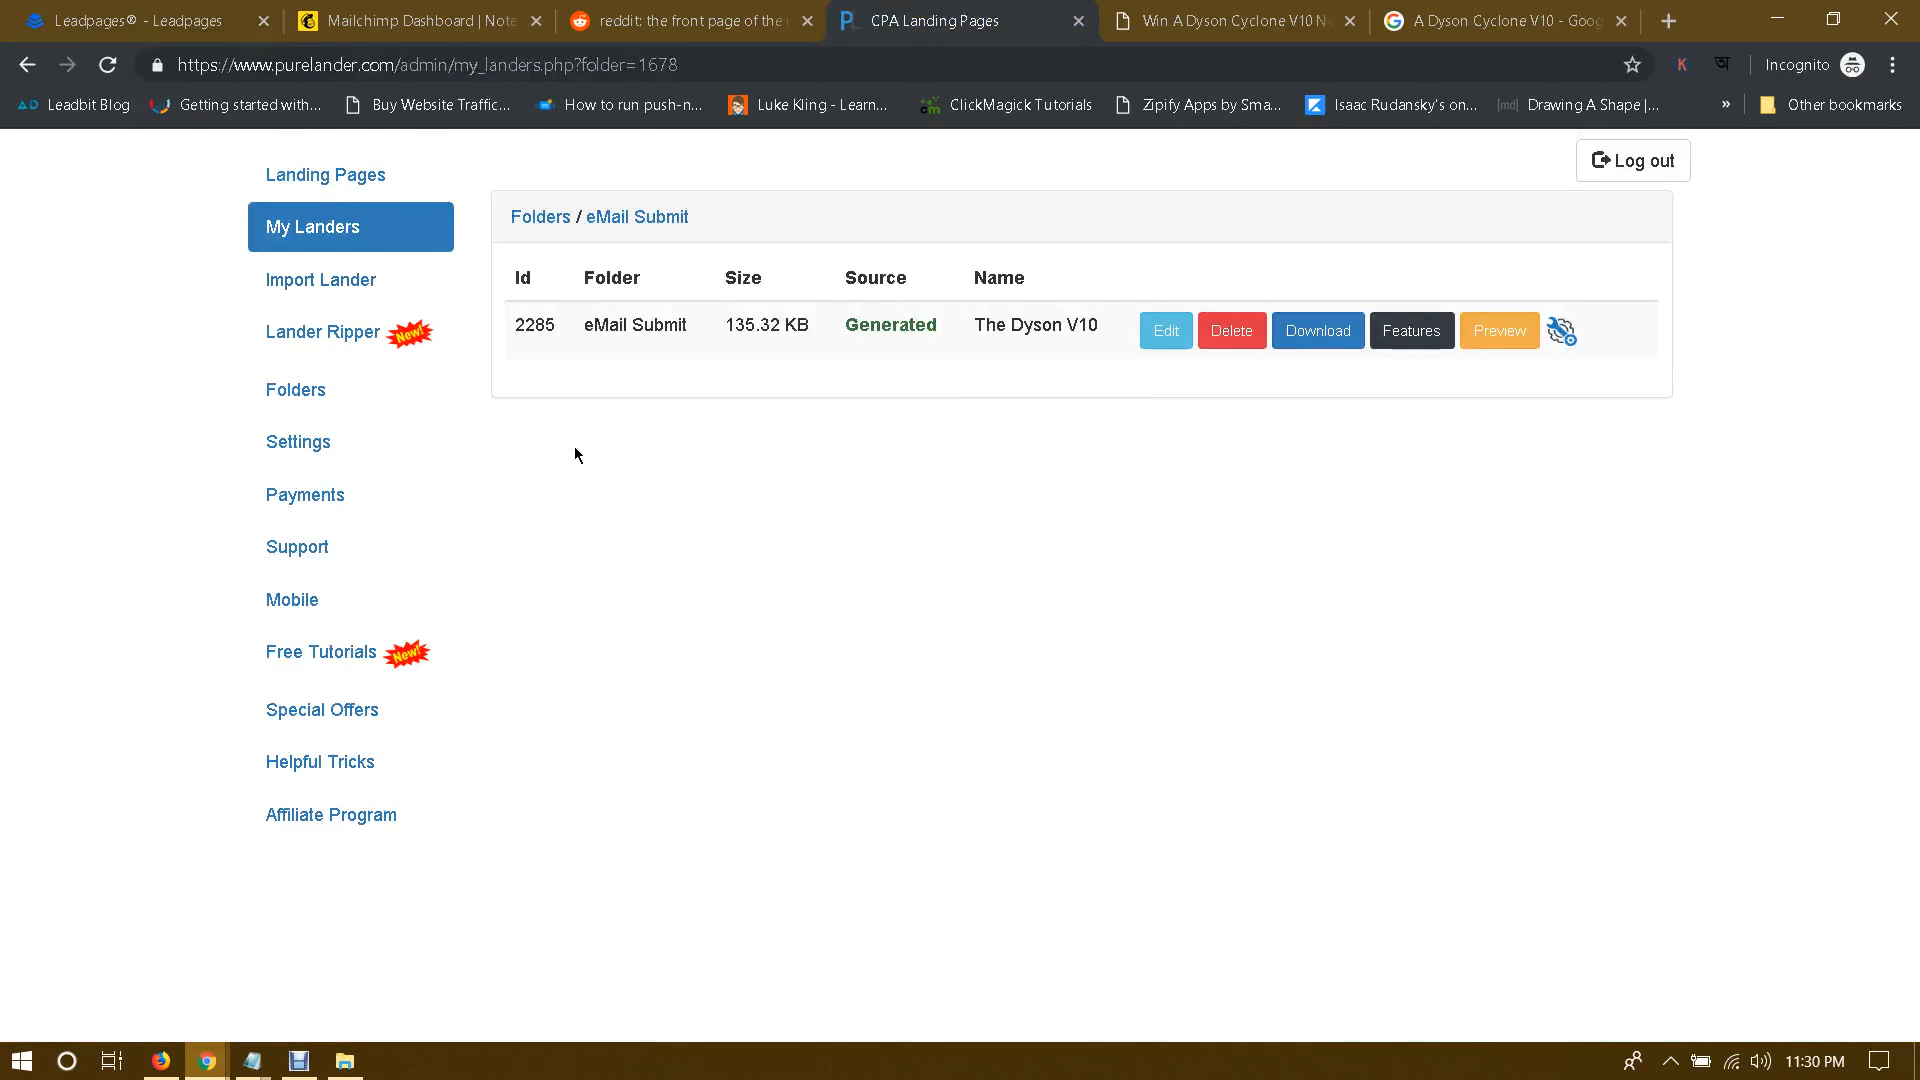 Leadpages® - Leadpages
Mailchimp Dashboard | Note
reddit: the front page of the i
CPA Landing Pages
Win A Dyson Cyclone V10 N
A Dyson Cyclone V10 - Goog
https://www.purelander.com/admin/my_landers.php?folder=1678
K
অ
Incognito
Leadbit Blog
Getting started with...
Buy Website Traffic...
How to run push-n...
Luke Kling - Learn...
ClickMagick Tutorials
Zipify Apps by Sma...
Isaac Rudansky's on...
[md] Drawing A Shape |...
»
Other bookmarks
Log out
Landing Pages
My Landers
Import Lander
Lander Ripper New!
Folders
Settings
Payments
Support
Mobile
Free Tutorials New!
Special Offers
Helpful Tricks
Affiliate Program
Folders / eMail Submit
Id Folder Size Source Name
2285 eMail Submit 135.32 KB Generated The Dyson V10 Edit Delete Download Features Preview
11:30 PM